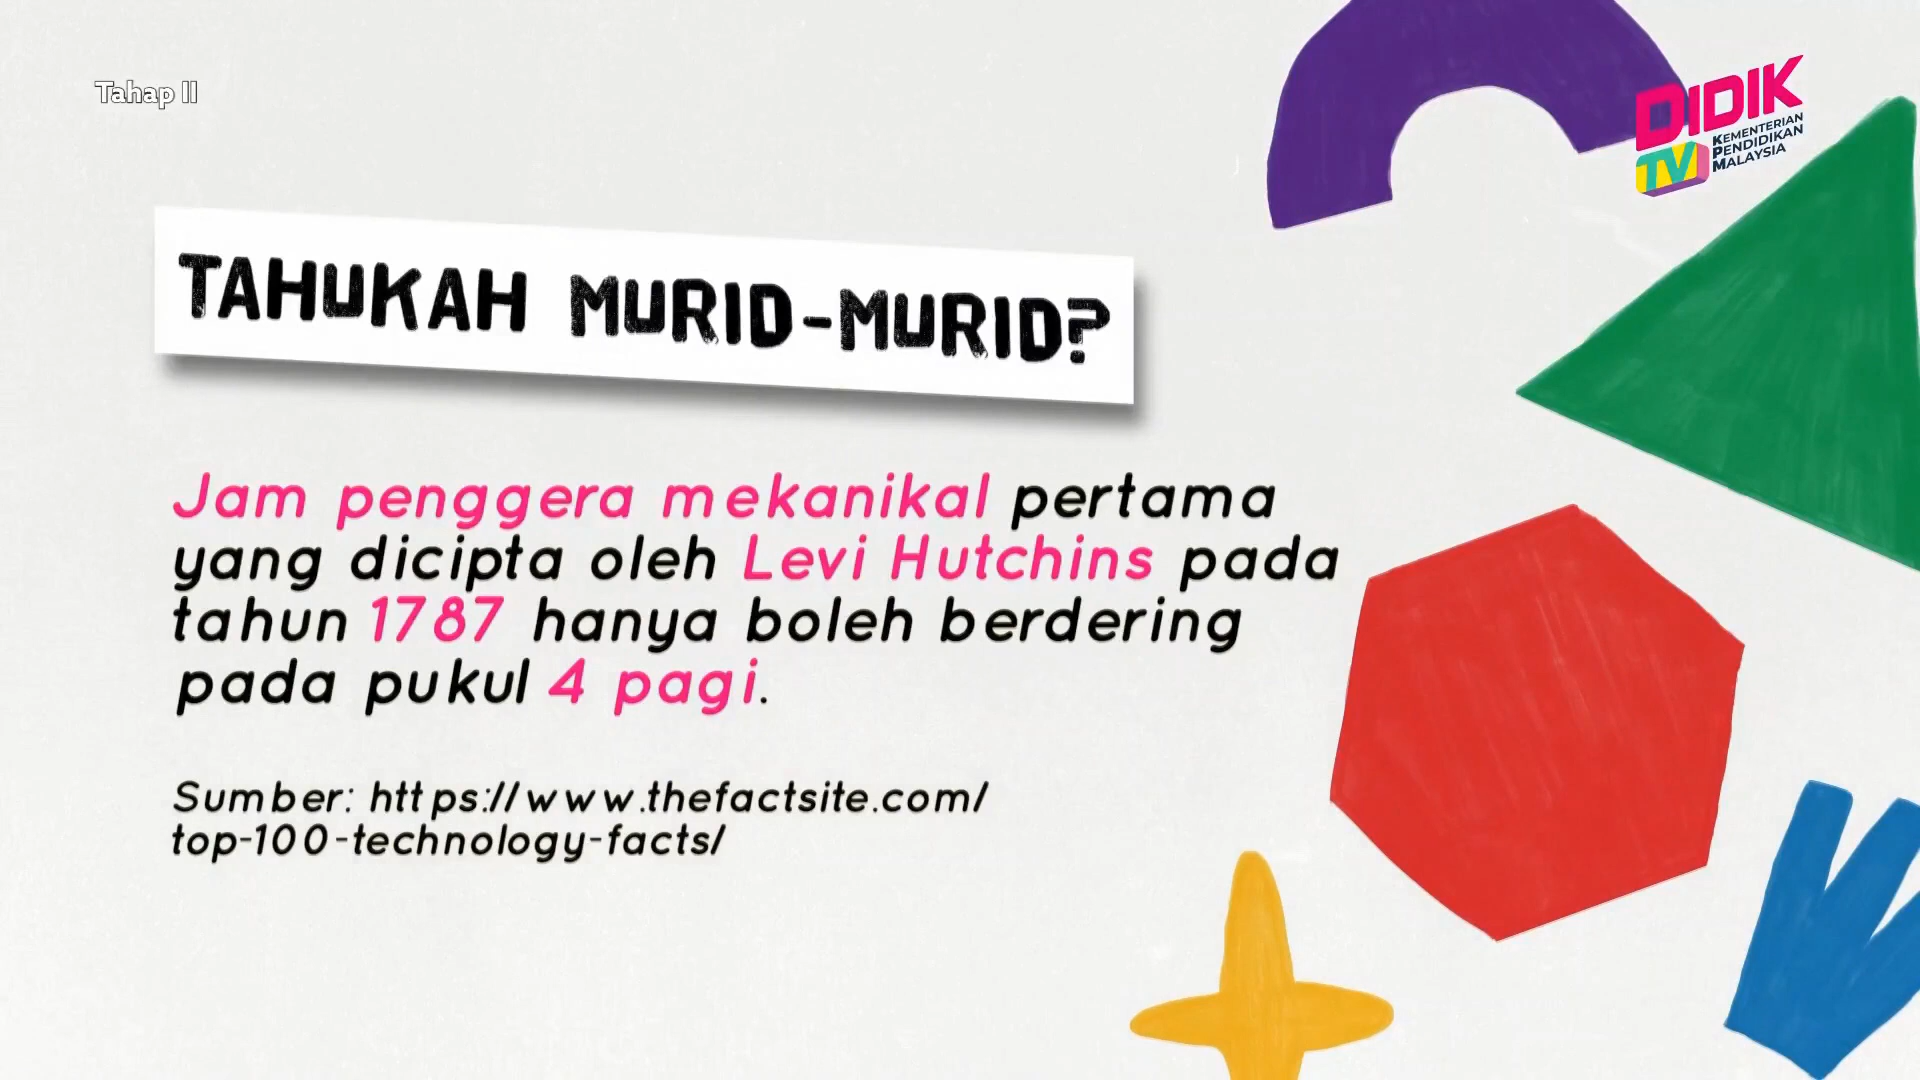 Tahap II
DIDIK
TV
KEMENTERIAN
PENDIDIKAN
MALAYSIA
TAHUKAH MURID-MURID?
Jam penggera mekanikal pertama
yang dicipta oleh Levi Hutchins pada
tahun 1787 hanya boleh berdering
pada pukul 4 pagi.
Sumber: https://www.thefactsite.com/
top-100-technology-facts/